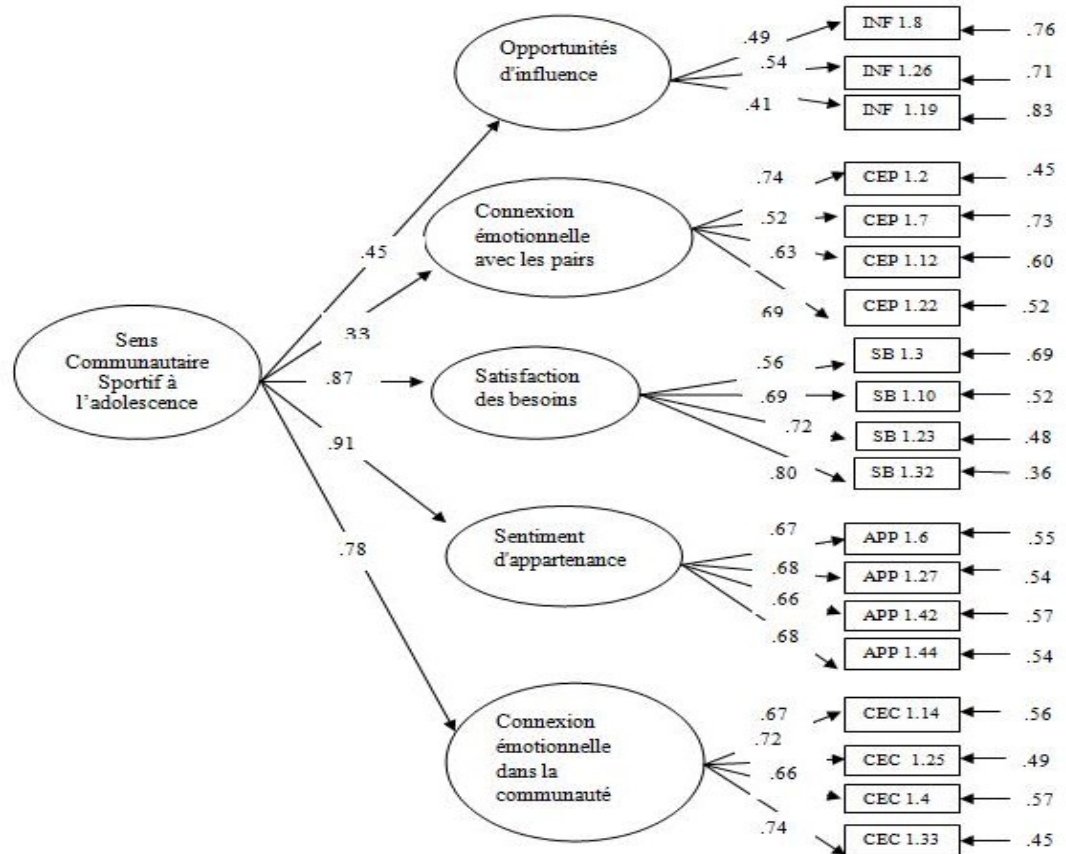 Sens
Communautaire
Sportif à
l'adolescence
.45
.33
.87
.91
.78
Opportunités
d'influence
.49
.54
.41
INF 1.8
.76
INF 1.26
.71
INF 1.19
.83
Connexion
émotionnelle
avec les pairs
.74
.52
.63
.69
CEP 1.2
.45
CEP 1.7
.73
CEP 1.12
.60
CEP 1.22
.52
Satisfaction
des besoins
.56
.69
.72
.80
SB 1.3
.69
SB 1.10
.52
SB 1.23
.48
SB 1.32
.36
Sentiment
d'appartenance
.67
.68
.66
.68
APP 1.6
.55
APP 1.27
.54
APP 1.42
.57
APP 1.44
.54
Connexion
émotionnelle
dans la
communauté
.67
.72
.66
.74
CEC 1.14
.56
CEC 1.25
.49
CEC 1.4
.57
CEC 1.33
.45